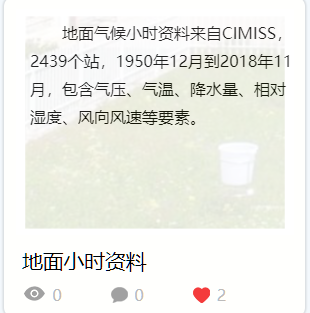 地面气候小时资料来自CIMISS，
2439个站，1950年12月到2018年11
月，包含气压、气温、降水量、相对
湿度、风向风速等要素。
地面小时资料
0 0 2